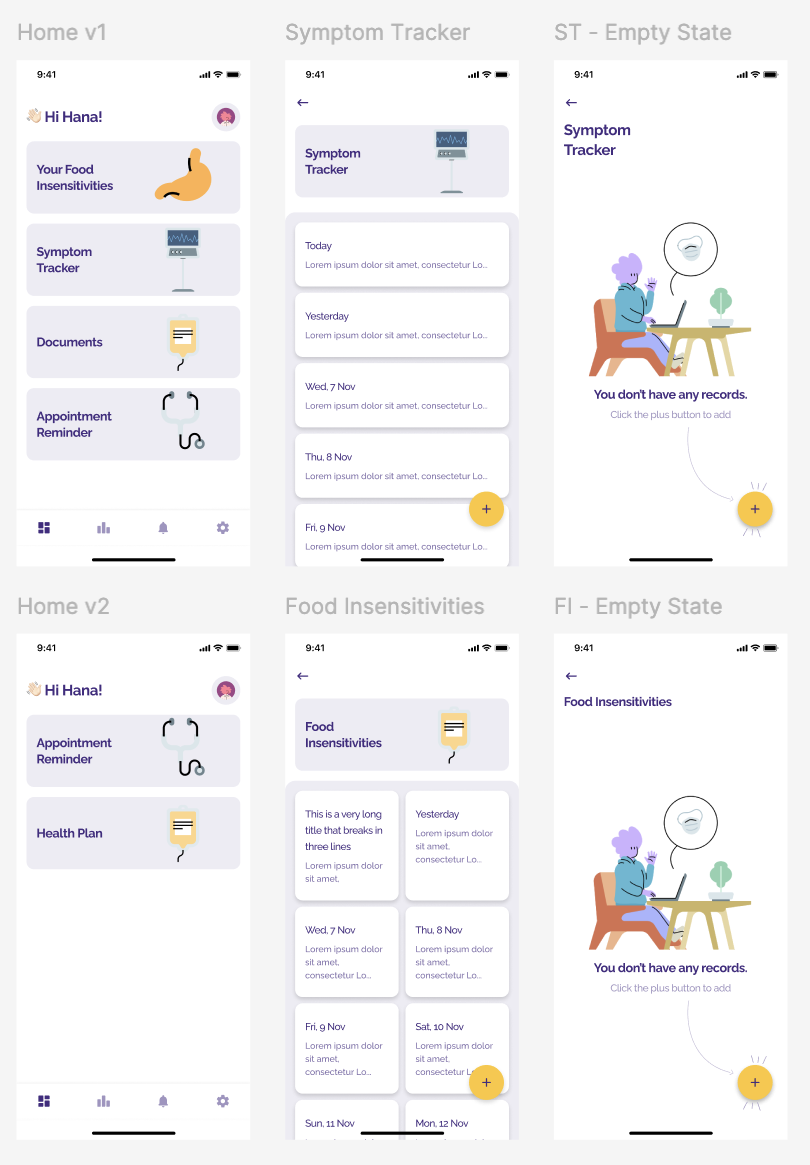 Home v1
9:41
👋🏻 Hi Hana!
Your Food
Insensitivities
Symptom
Tracker
Documents
Appointment
Reminder
Symptom Tracker
9:41
←
Symptom
Tracker
Today
Lorem ipsum dolor sit amet, consectetur Lo...
Yesterday
Lorem ipsum dolor sit amet, consectetur Lo...
Wed, 7 Nov
Lorem ipsum dolor sit amet, consectetur Lo...
Thu, 8 Nov
Lorem ipsum dolor sit amet, consectetur Lo...
+
Fri, 9 Nov
Lorem ipsum dolor sit amet, consectetur Lo...
ST - Empty State
9:41
←
Symptom
Tracker
You don't have any records.
Click the plus button to add
+
Home v2
9:41
👋🏻 Hi Hana!
Appointment
Reminder
Health Plan
Food Insensitivities
9:41
←
Food
Insensitivities
This is a very long
title that breaks in
three lines
Lorem ipsum dolor
sit amet,
Yesterday
Lorem ipsum dolor
sit amet,
consectetur Lo...
Wed, 7 Nov
Lorem ipsum dolor
sit amet,
consectetur Lo...
Thu, 8 Nov
Lorem ipsum dolor
sit amet,
consectetur Lo...
Fri, 9 Nov
Lorem ipsum dolor
sit amet,
consectetur Lo...
Sat, 10 Nov
Lorem ipsum dolor
sit amet,
consectetur L
+
Sun, 11 Nov
Mon, 12 Nov
FI - Empty State
9:41
←
Food Insensitivities
You don't have any records.
Click the plus button to add
+